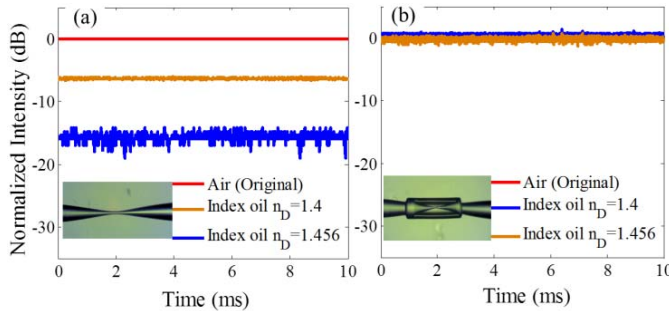 (a)
(b)
Normalized Intensity (dB)
0
-10
-20
-30
Air (Original)
Index oil n_D=1.4
Index oil n_D=1.456
0 2 4 6 8 10
Time (ms)
0
-10
-20
-30
Air (Original)
Index oil n_D=1.4
Index oil n_D=1.456
0 2 4 6 8 10
Time (ms)